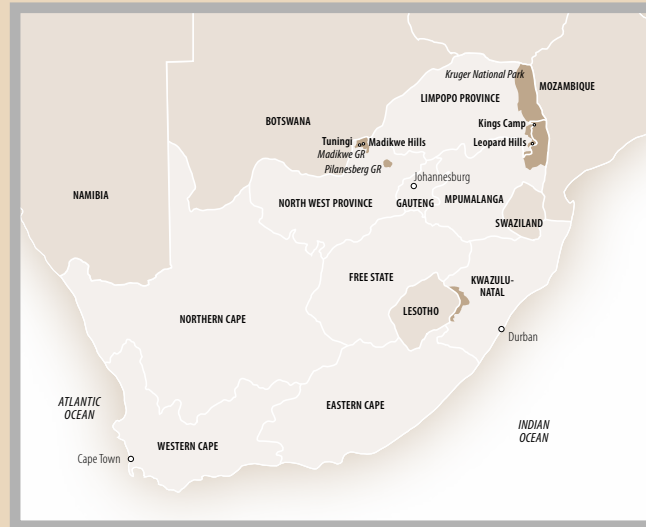 Kruger National Park
MOZAMBIQUE
LIMPOPO PROVINCE
BOTSWANA
Kings Camp
Tuningi
Madikwe Hills
Leopard Hills
Madikwe GR
Pilanesberg GR
Johannesburg
NAMIBIA
NORTH WEST PROVINCE
GAUTENG
MPUMALANGA
SWAZILAND
FREE STATE
KWAZULU-
NATAL
LESOTHO
NORTHERN CAPE
Durban
ATLANTIC
OCEAN
EASTERN CAPE
INDIAN
OCEAN
WESTERN CAPE
Cape Town